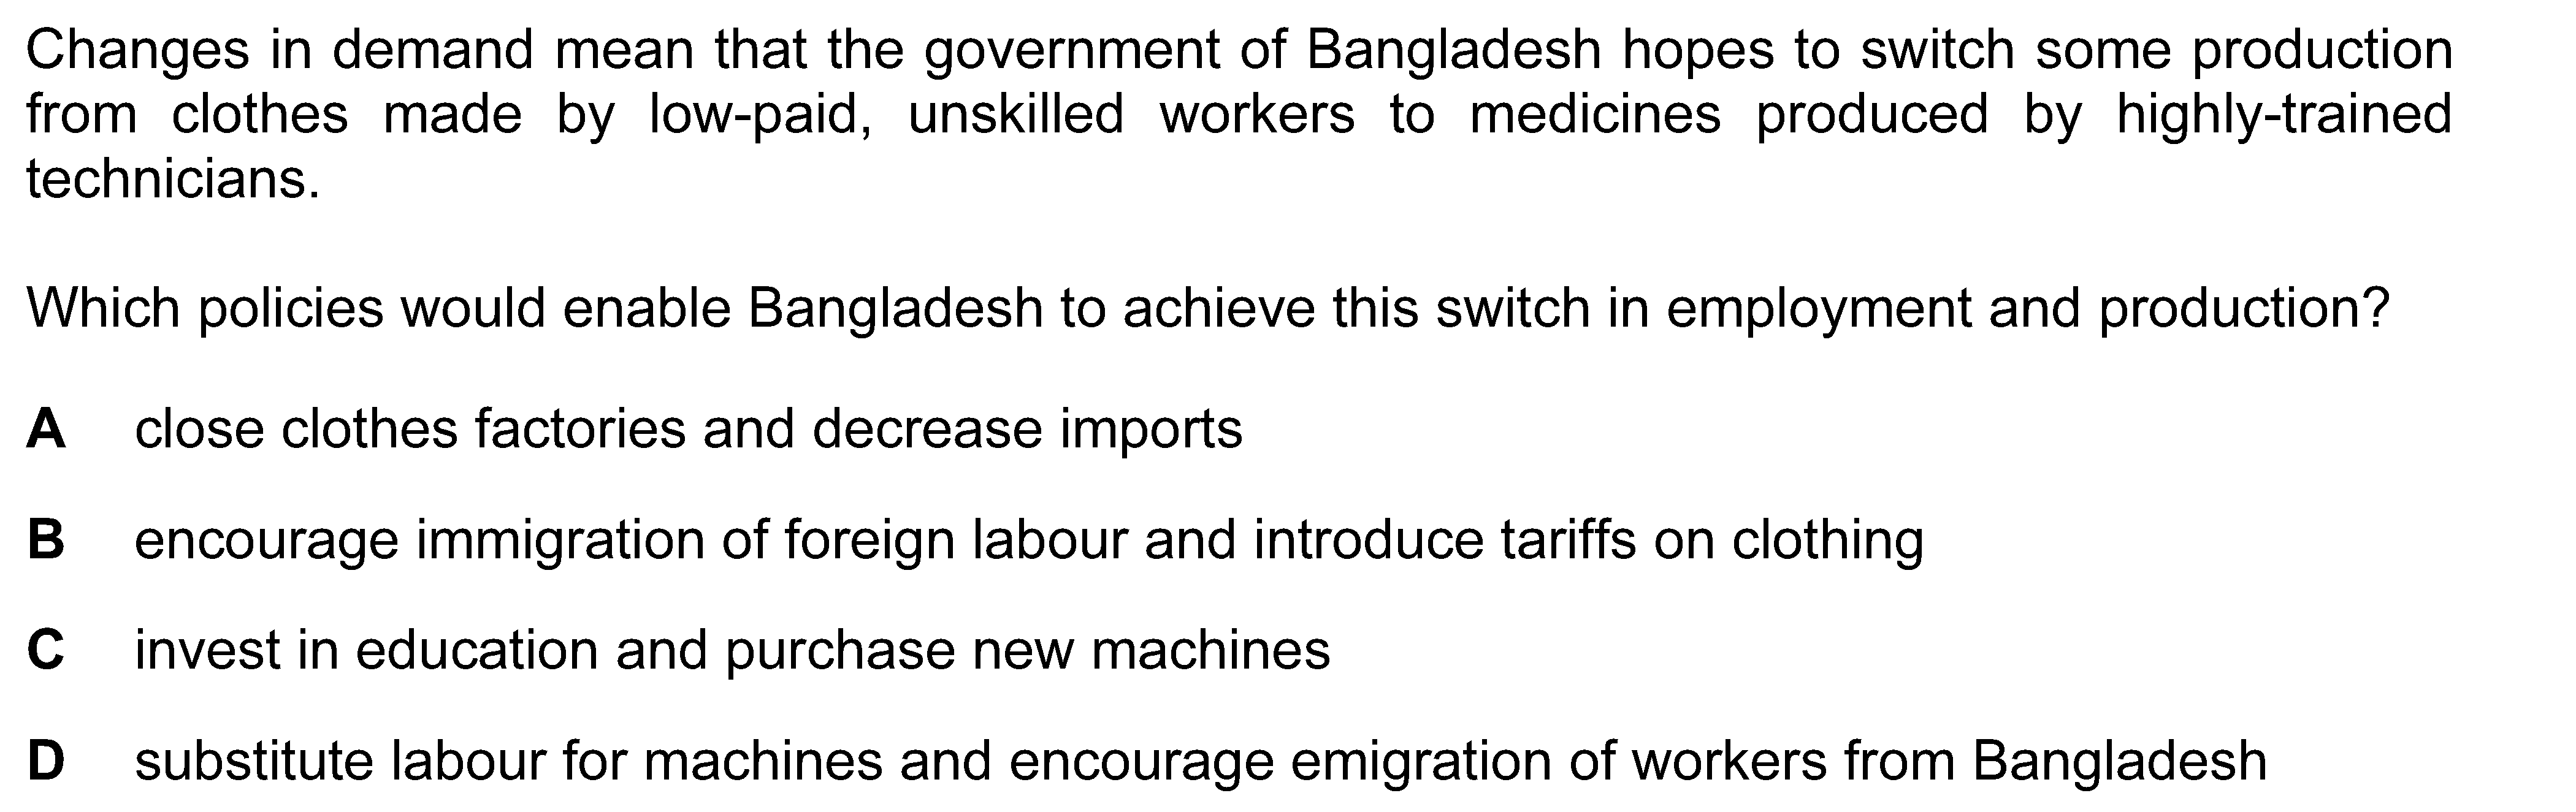 Changes in demand mean that the government of Bangladesh hopes to switch some production
from clothes made by low-paid, unskilled workers to medicines produced by highly-trained
technicians.
Which policies would enable Bangladesh to achieve this switch in employment and production?
A close clothes factories and decrease imports
B encourage immigration of foreign labour and introduce tariffs on clothing
C invest in education and purchase new machines
D substitute labour for machines and encourage emigration of workers from Bangladesh